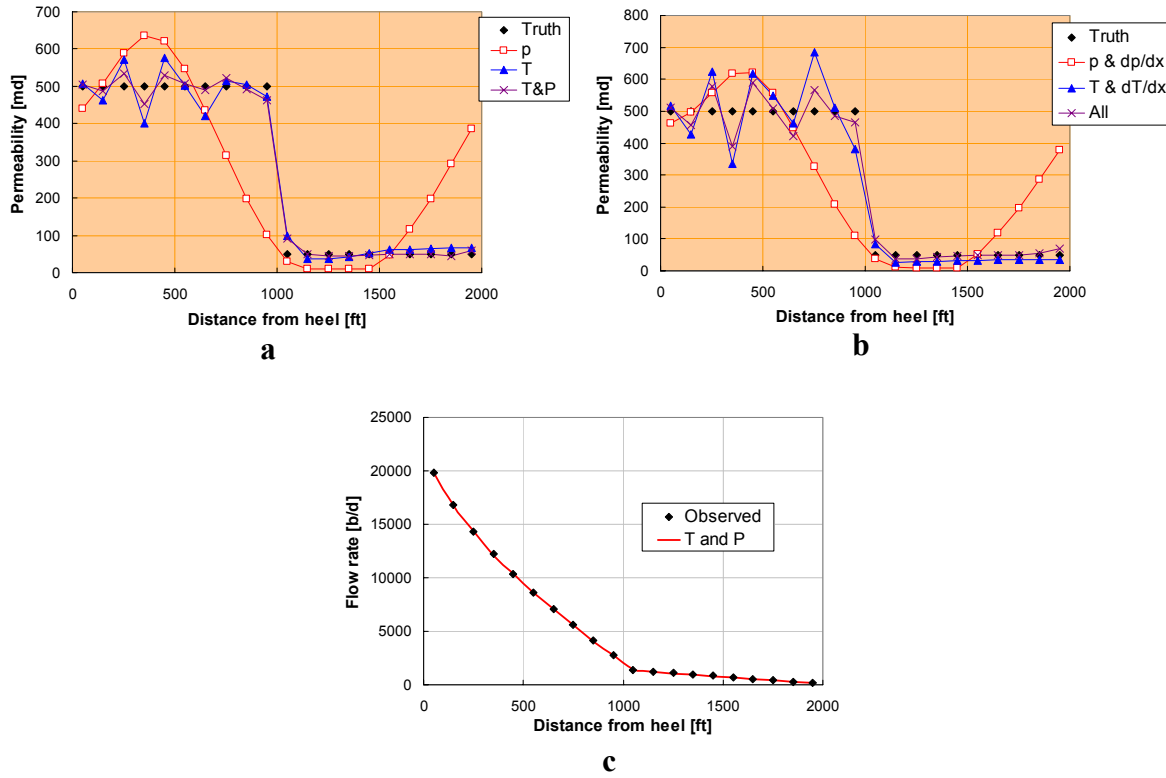 700
600
500
400
300
200
100
0
0
500
1000
1500
2000
Permeability [md]
Distance from heel [ft]
Truth
p
T
T&P
a
800
700
600
500
400
300
200
100
0
0
500
1000
1500
2000
Permeability [md]
Distance from heel [ft]
Truth
p & dp/dx
T & dT/dx
All
b
25000
20000
15000
10000
5000
0
0
500
1000
1500
2000
Flow rate [b/d]
Distance from heel [ft]
Observed
T and P
c